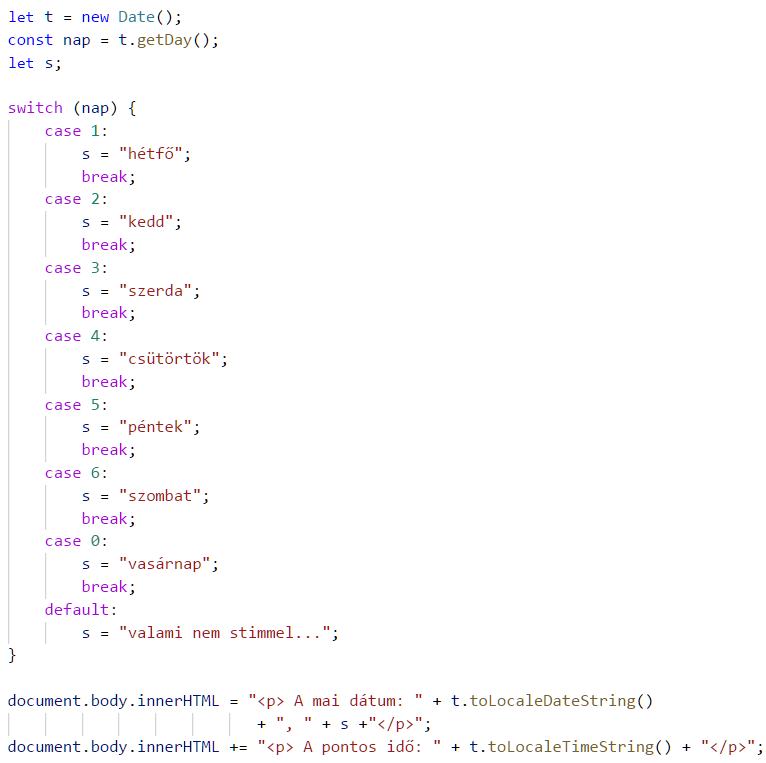 let t = new Date();
const nap = t.getDay();
let s;

switch (nap) {
    case 1:
        s = "hétfő";
        break;
    case 2:
        s = "kedd";
        break;
    case 3:
        s = "szerda";
        break;
    case 4:
        s = "csütörtök";
        break;
    case 5:
        s = "péntek";
        break;
    case 6:
        s = "szombat";
        break;
    case 0:
        s = "vasárnap";
        break;
    default:
        s = "valami nem stimmel...";
}

document.body.innerHTML = "<p> A mai dátum: " + t.toLocaleDateString()
                           + ", " + s +"</p>";
document.body.innerHTML += "<p> A pontos idő: " + t.toLocaleTimeString() + "</p>";